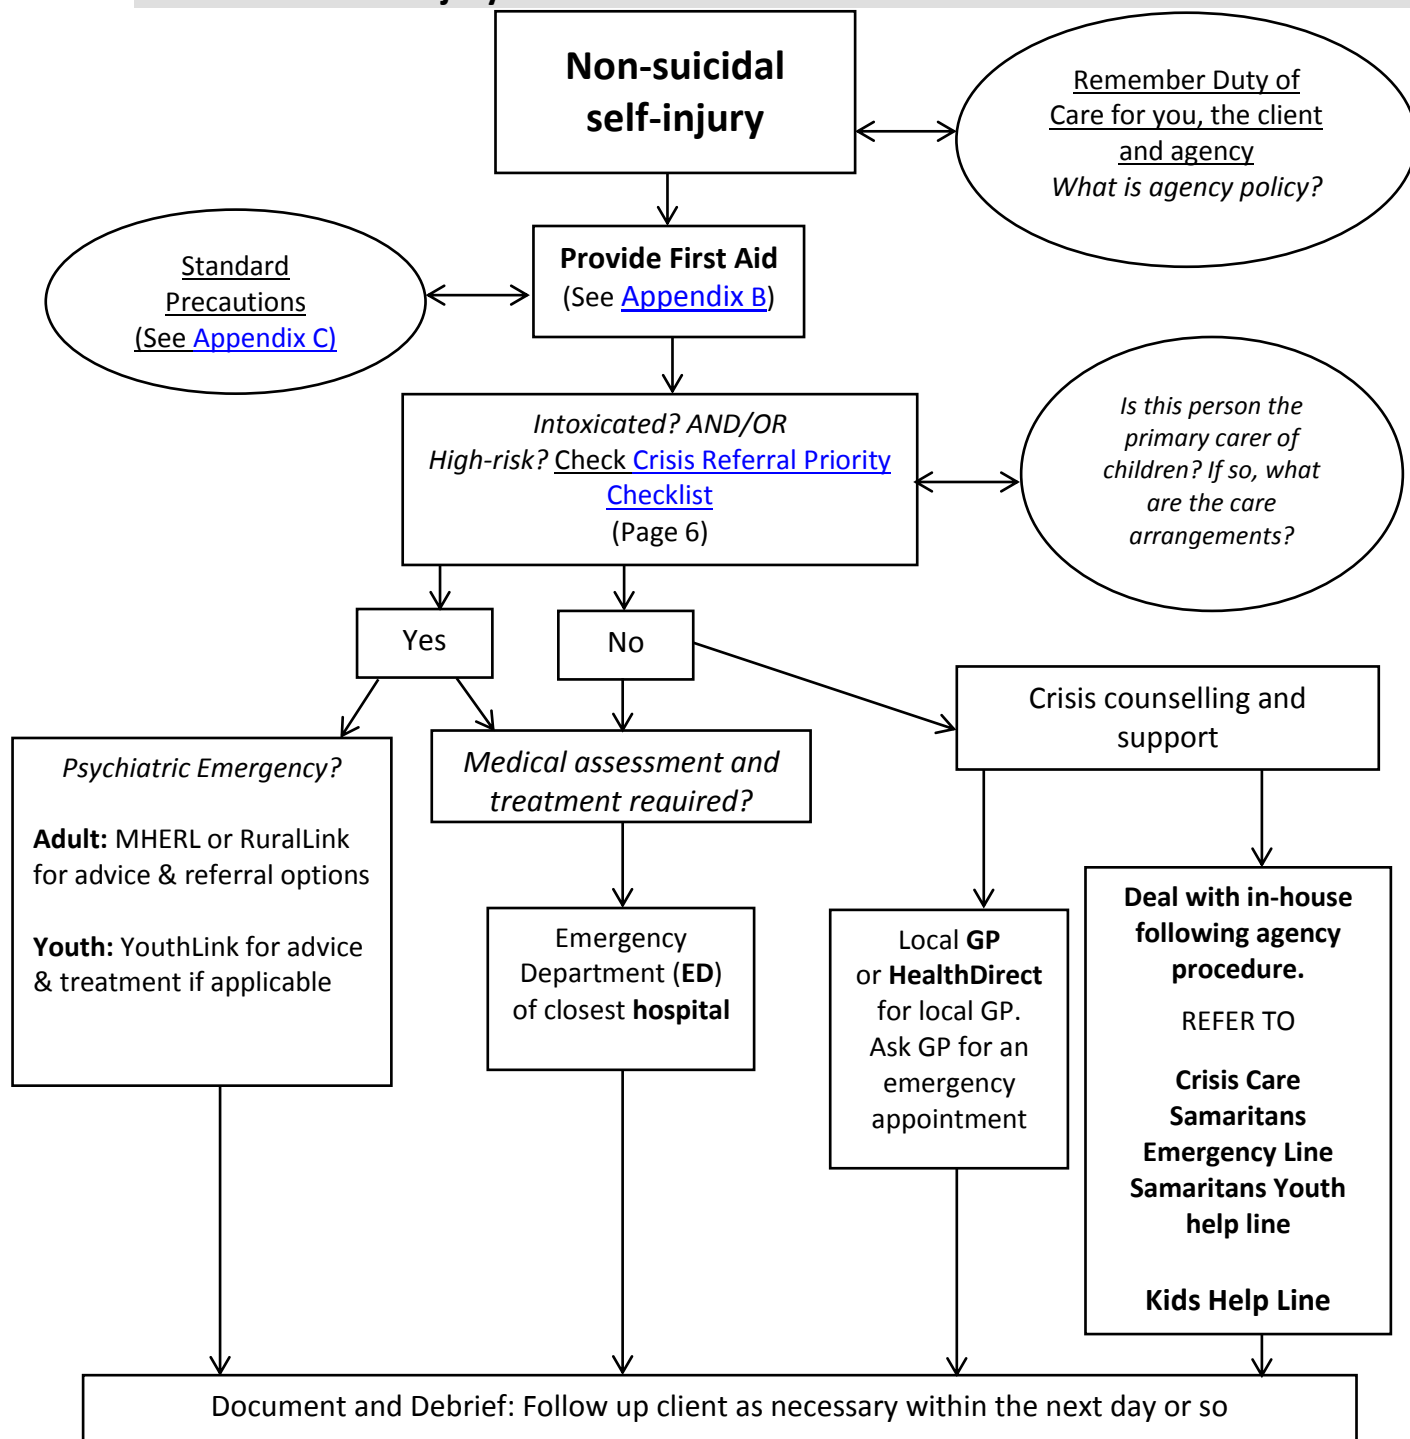 Non-suicidal
self-injury
Remember Duty of
Care for you, the client
and agency
What is agency policy?
Standard
Precautions
(See Appendix C)
Provide First Aid
(See Appendix B)
Intoxicated? AND/OR
High-risk? Check Crisis Referral Priority
Checklist
(Page 6)
Is this person the
primary carer of
children? If so, what
are the care
arrangements?
Yes
No
Crisis counselling and
support
Psychiatric Emergency?
Adult: MHERL or RuralLink
for advice & referral options
Youth: YouthLink for advice
& treatment if applicable
Medical assessment and
treatment required?
Emergency
Department (ED)
of closest hospital
Local GP
or HealthDirect
for local GP.
Ask GP for an
emergency
appointment
Deal with in-house
following agency
procedure.
REFER TO
Crisis Care
Samaritans
Emergency Line
Samaritans Youth
help line
Kids Help Line
Document and Debrief: Follow up client as necessary within the next day or so